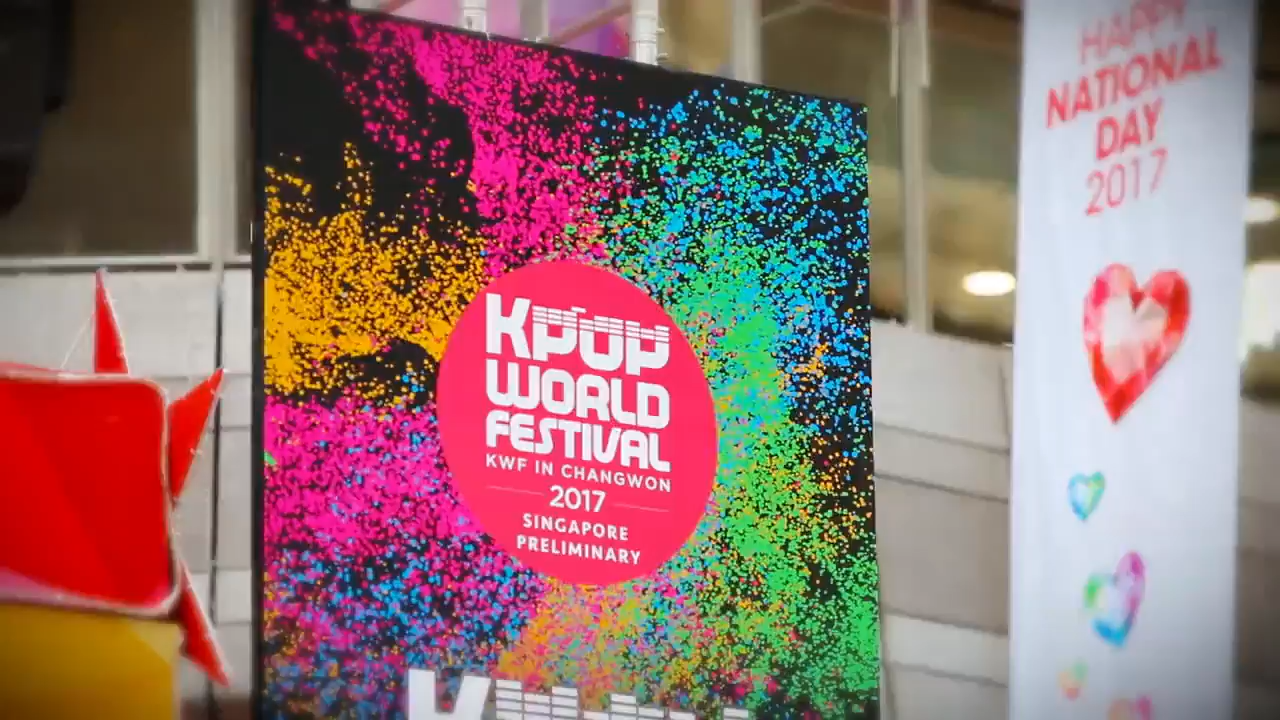 KPOP
WORLD
FESTIVAL
KWF IN CHANGWON
2017
SINGAPORE
PRELIMINARY
HAPPY
NATIONAL
DAY
2017